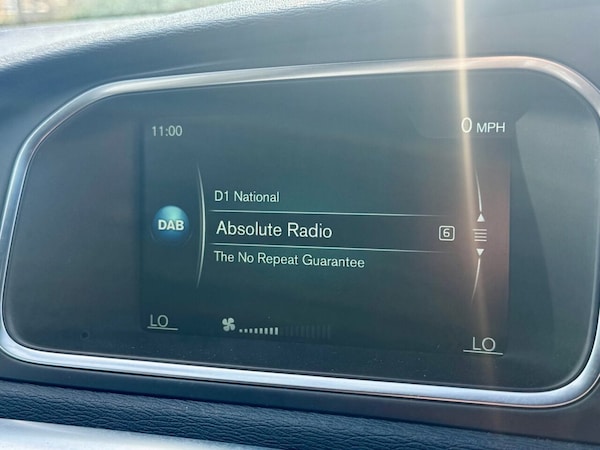 11:00
0 MPH
D1 National
DAB
Absolute Radio
6
The No Repeat Guarantee
LO
LO